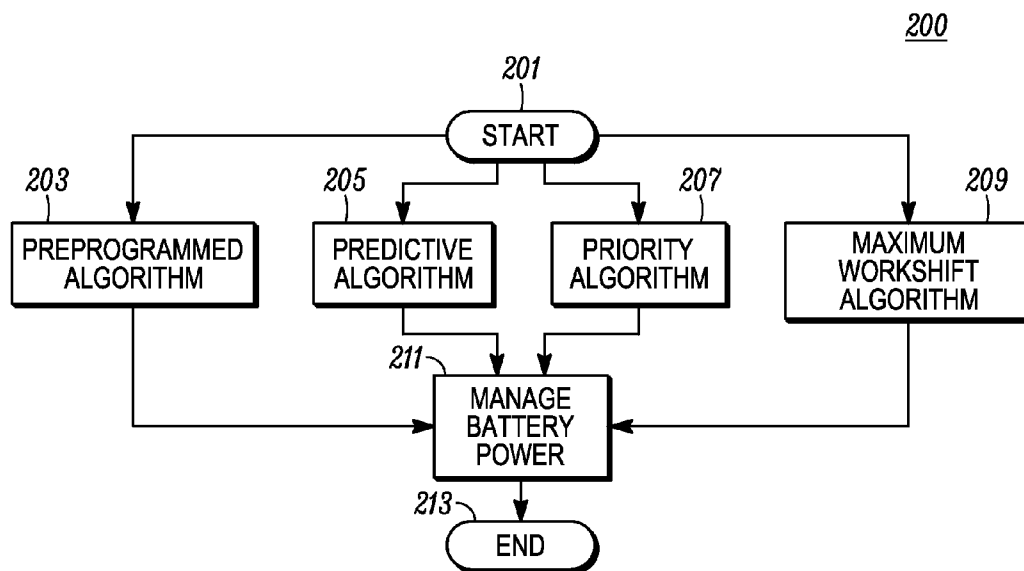 200
201
START
203
205
207
209
PREPROGRAMMED
ALGORITHM
PREDICTIVE
ALGORITHM
PRIORITY
ALGORITHM
MAXIMUM
WORKSHIFT
ALGORITHM
211
MANAGE
BATTERY
POWER
213
END